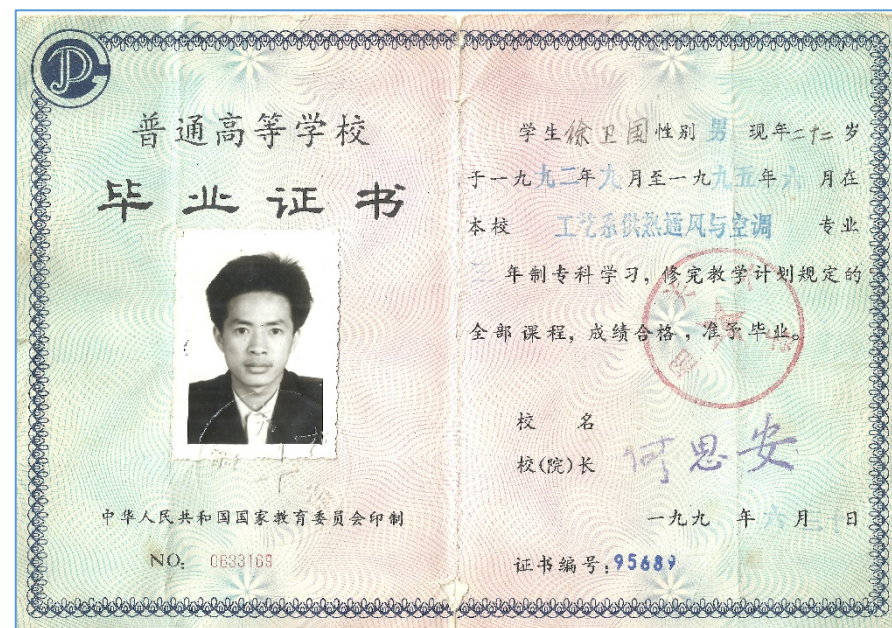 普通高等学校
毕业证书
中华人民共和国国家教育委员会印制
NO: 0633169
学生徐卫国性别 男 现年二十二岁
于一九九二年九月至一九九五年六月在
本校 工艺系供热通风与空调 专业
年制专科学习，修完教学计划规定的
全部课程，成绩合格，准予毕业。
校 名
校(院)长 何思安
一九九 年六月三十日
证书编号：95689